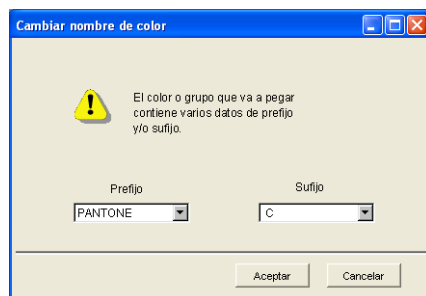 Cambiar nombre de color
El color o grupo que va a pegar
contiene varios datos de prefijo
y/o sufijo.
Prefijo
Sufijo
PANTONE
C
Aceptar
Cancelar